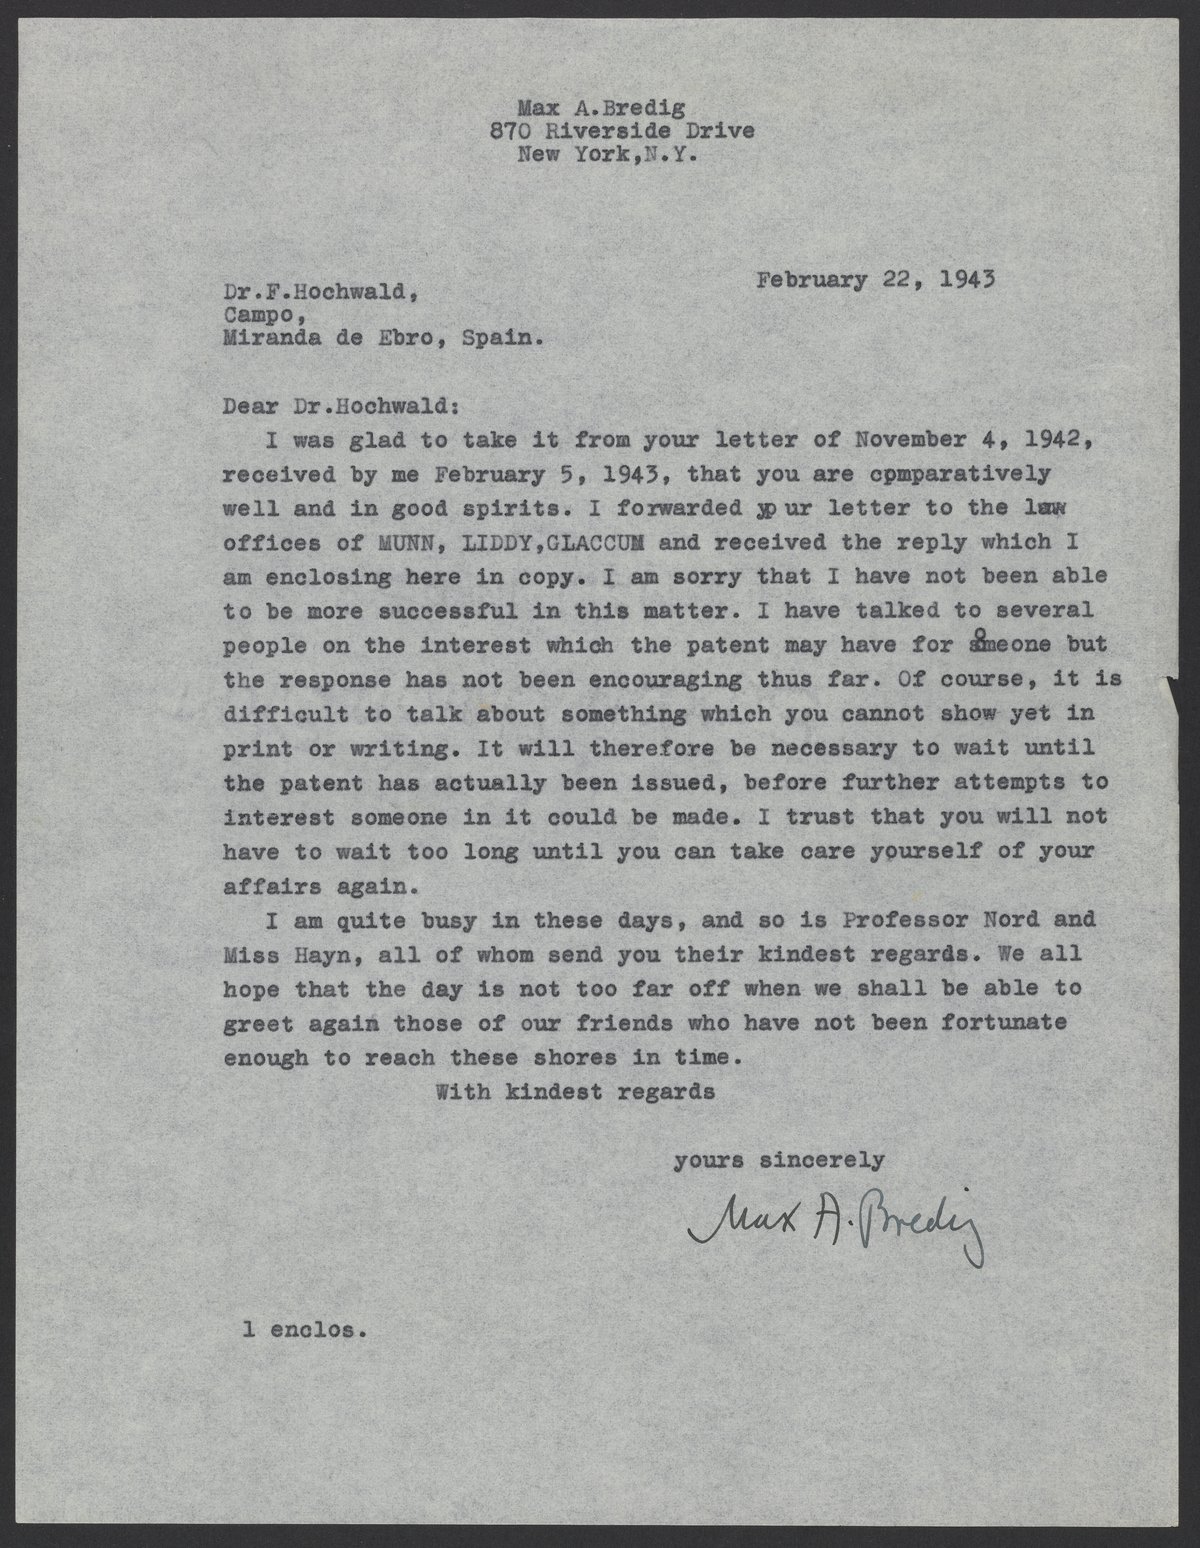 Max A.Bredig
870 Riverside Drive
New York,N.Y.
February 22, 1943
Dr.F.Hochwald,
Campo,
Miranda de Ebro, Spain.
Dear Dr.Hochwald:
I was glad to take it from your letter of November 4, 1942,
received by me February 5, 1943, that you are cpmparatively
well and in good spirits. I forwarded yp ur letter to the law
offices of MUNN, LIDDY,GLACCUM and received the reply which I
am enclosing here in copy. I am sorry that I have not been able
to be more successful in this matter. I have talked to several
people on the interest which the patent may have for someone but
the response has not been encouraging thus far. Of course, it is
difficult to talk about something which you cannot show yet in
print or writing. It will therefore be necessary to wait until
the patent has actually been issued, before further attempts to
interest someone in it could be made. I trust that you will not
have to wait too long until you can take care yourself of your
affairs again.
I am quite busy in these days, and so is Professor Nord and
Miss Hayn, all of whom send you their kindest regards. We all
hope that the day is not too far off when we shall be able to
greet again those of our friends who have not been fortunate
enough to reach these shores in time.
With kindest regards
yours sincerely
Max A. Bredig
1 enclos.